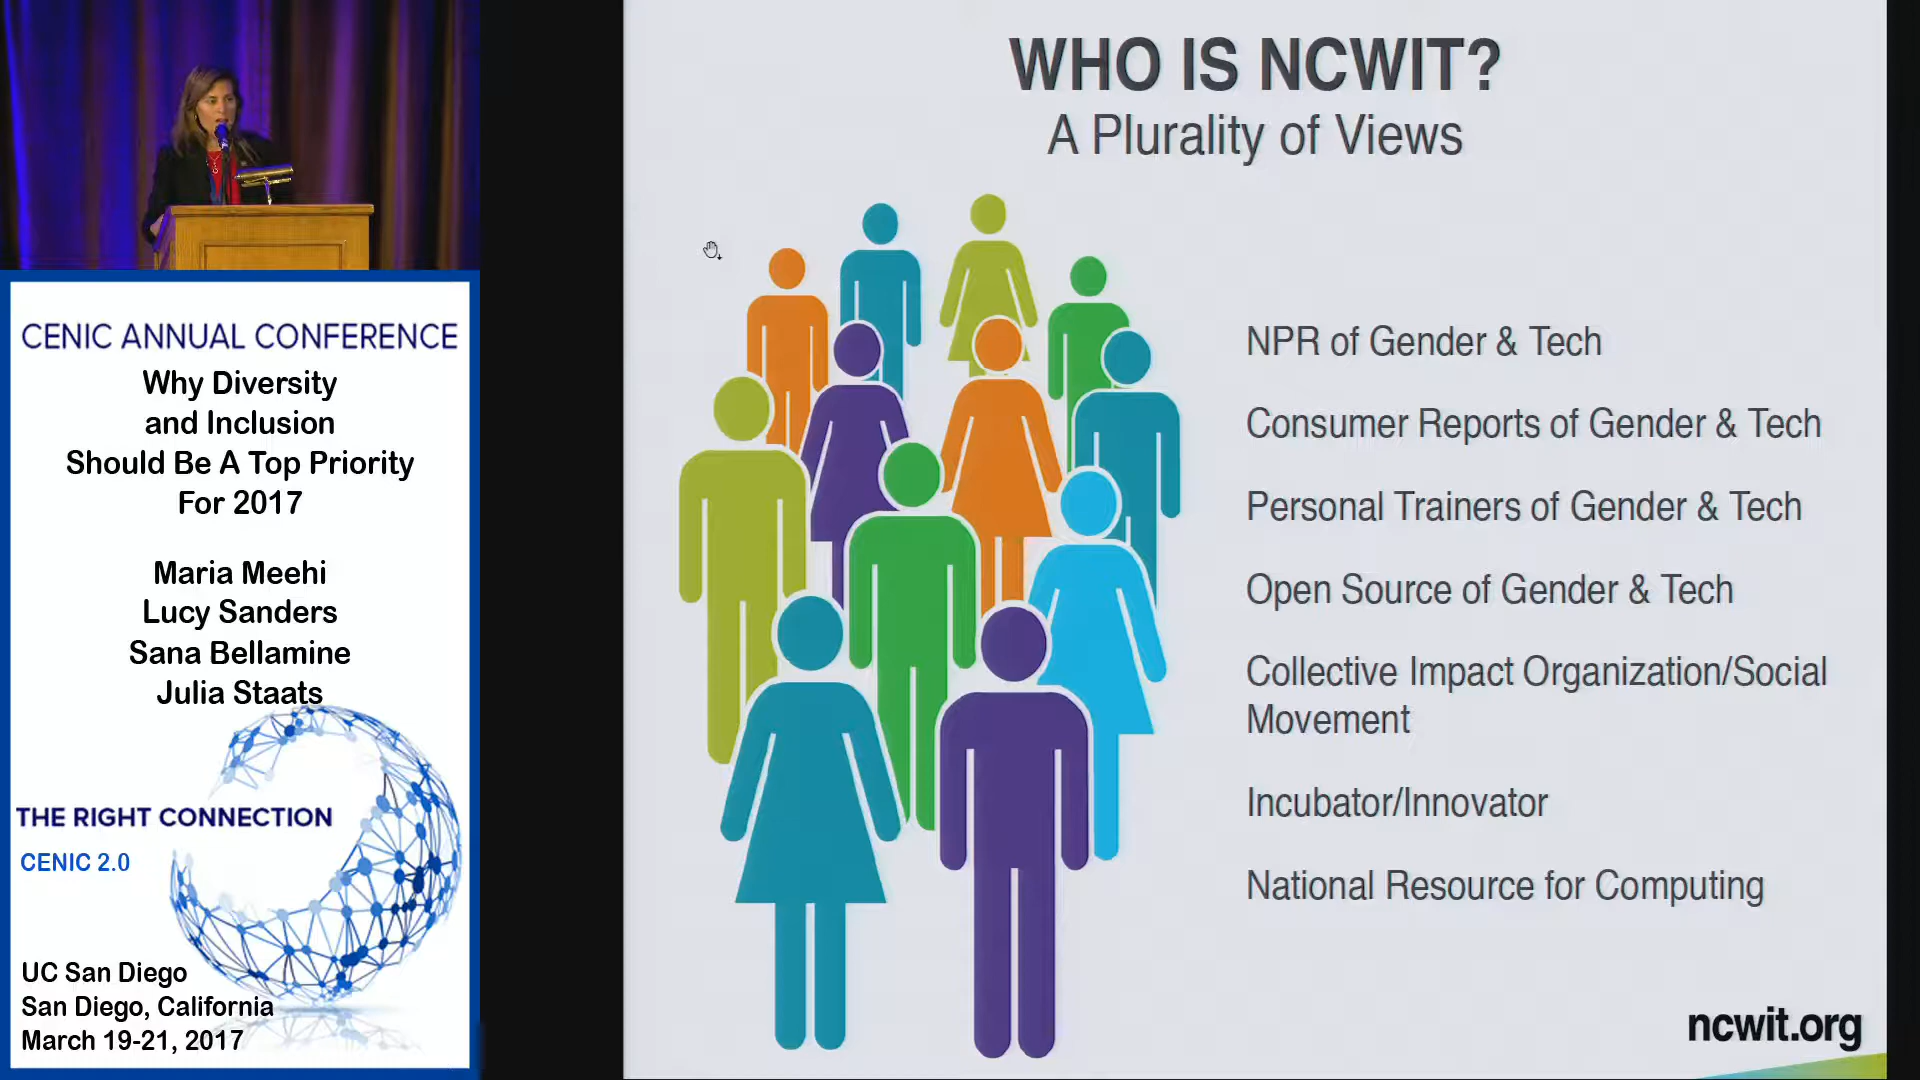 CENIC ANNUAL CONFERENCE
Why Diversity
and Inclusion
Should Be A Top Priority
For 2017
Maria Meehi
Lucy Sanders
Sana Bellamine
Julia Staats
THE RIGHT CONNECTION
CENIC 2.0
UC San Diego
San Diego, California
March 19-21, 2017
WHO IS NCWIT?
A Plurality of Views
NPR of Gender & Tech
Consumer Reports of Gender & Tech
Personal Trainers of Gender & Tech
Open Source of Gender & Tech
Collective Impact Organization/Social
Movement
Incubator/Innovator
National Resource for Computing
ncwit.org